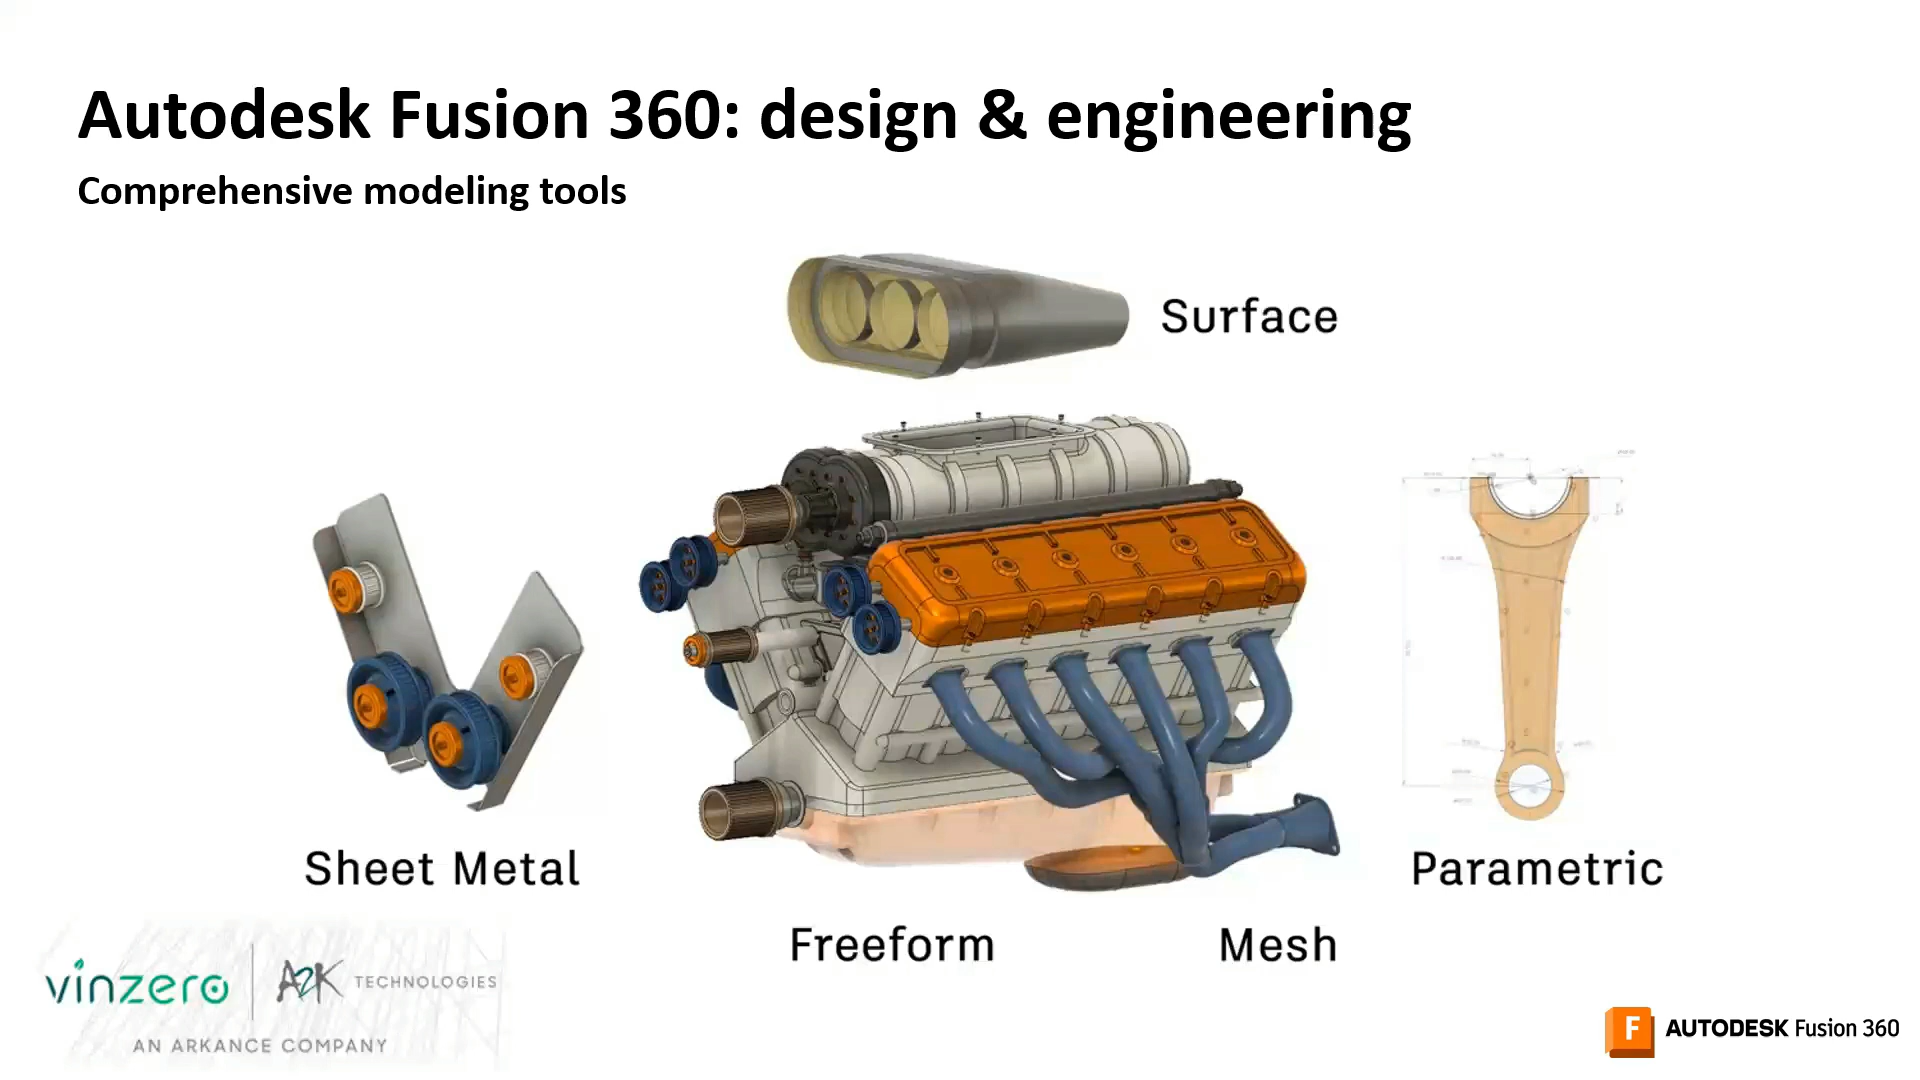 Autodesk Fusion 360: design & engineering
Comprehensive modeling tools
Surface
Sheet Metal
Parametric
Freeform
Mesh
vinzero
A2K TECHNOLOGIES
AN ARKANCE COMPANY
F
AUTODESK Fusion 360